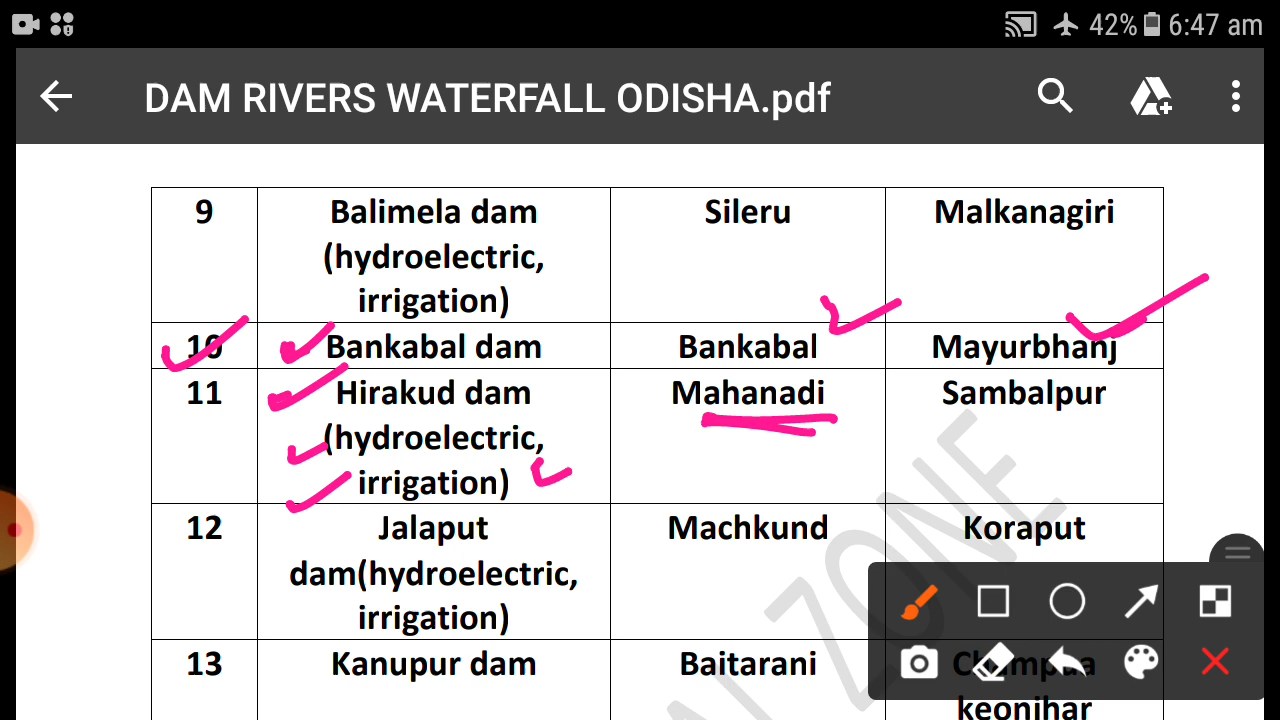 42% 6:47 am
DAM RIVERS WATERFALL ODISHA.pdf
9 Balimela dam Sileru Malkanagiri
(hydroelectric,
irrigation)
10 Bankabal dam Bankabal Mayurbhanj
11 Hirakud dam Mahanadi Sambalpur
(hydroelectric,
irrigation)
12 Jalaput Machkund Koraput
dam(hydroelectric,
irrigation)
13 Kanupur dam Baitarani Champua
keonjhar
ZONE